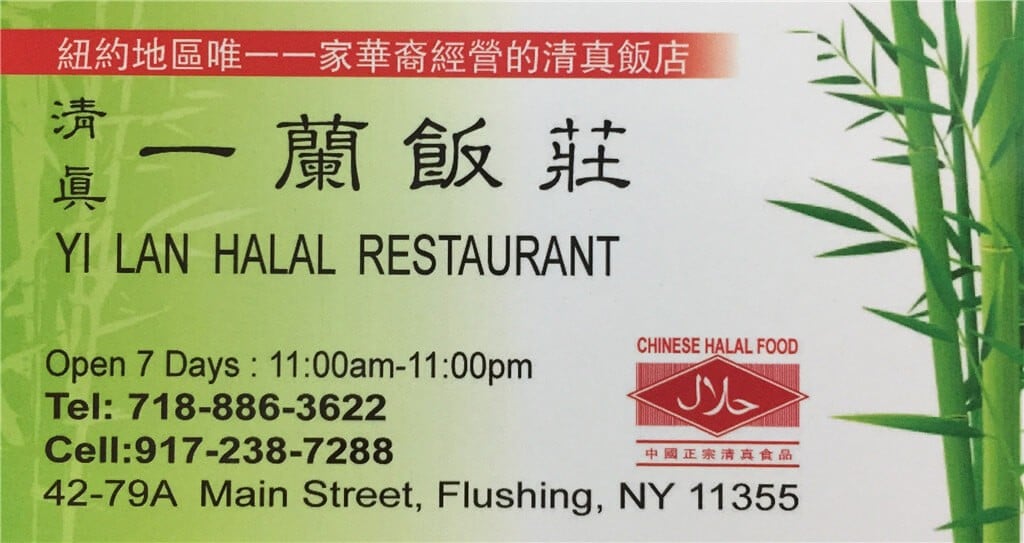 紐約地區唯一一家華裔經營的清真飯店
清真
一蘭飯莊
YI LAN HALAL RESTAURANT
Open 7 Days : 11:00am-11:00pm
Tel: 718-886-3622
Cell:917-238-7288
42-79A Main Street, Flushing, NY 11355
CHINESE HALAL FOOD
حلال
中國正宗清真食品